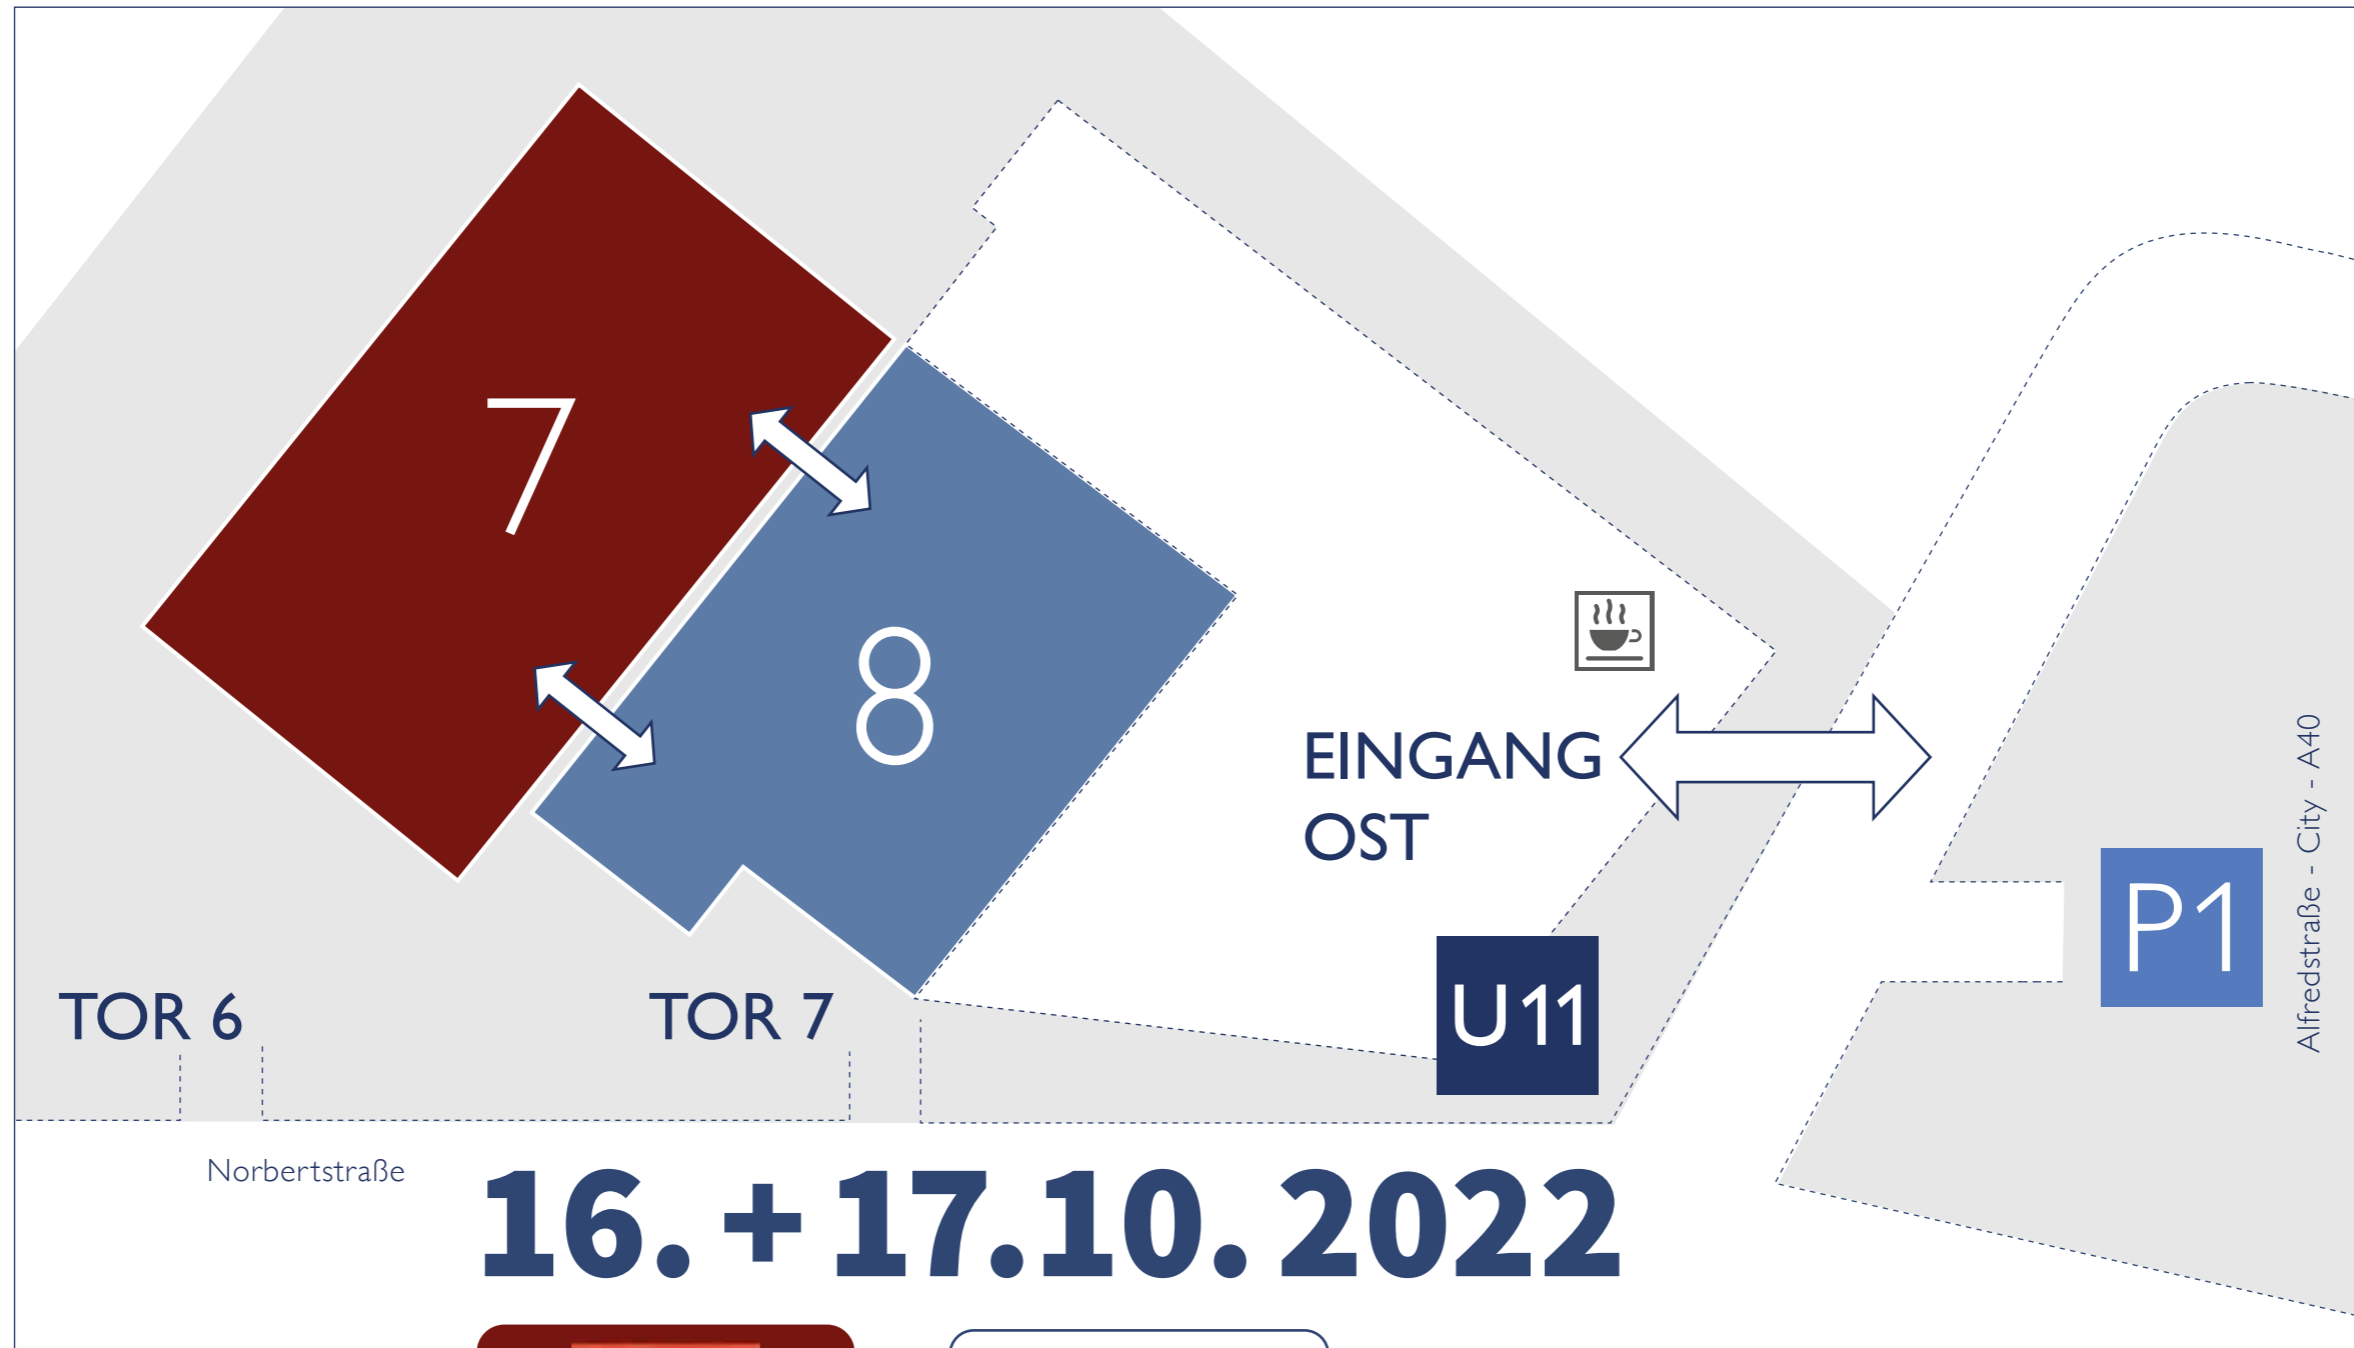 7
8
EINGANG
OST
U11
P1
Alfredstraße - City - A40
TOR 6
TOR 7
Norbertstraße
16. + 17.10. 2022